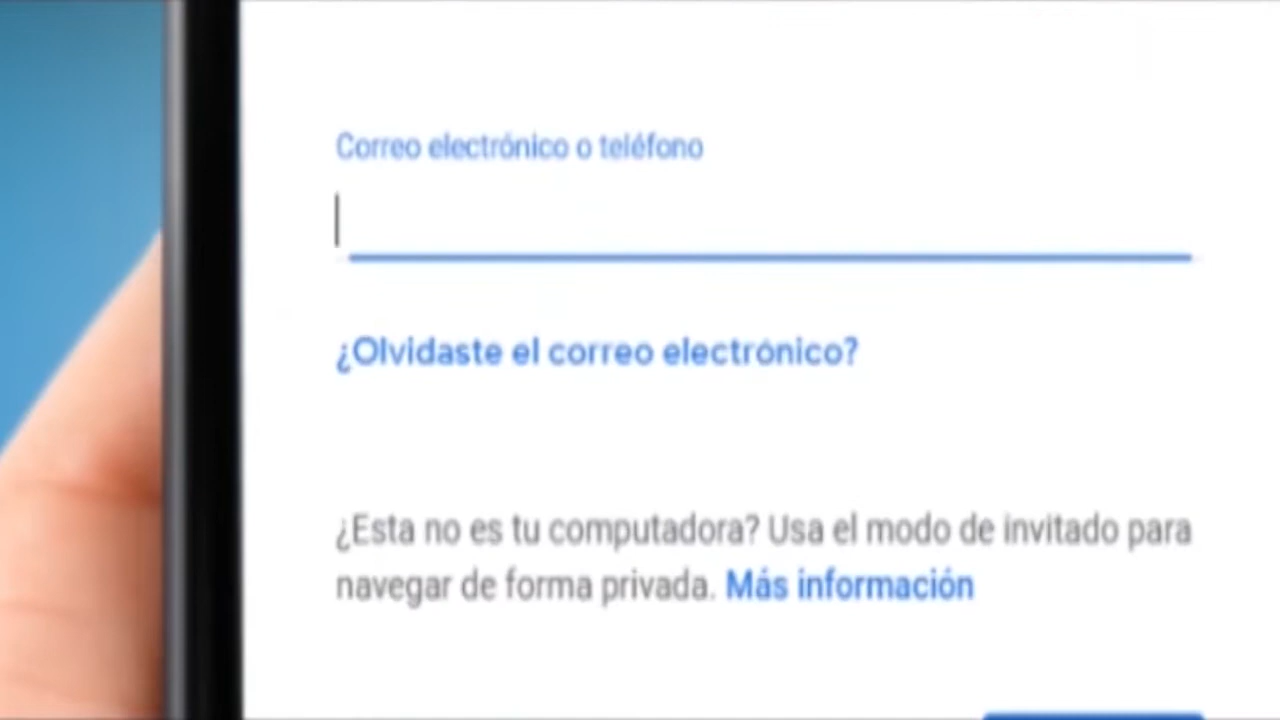 Correo electrónico o teléfono
¿Olvidaste el correo electrónico?
¿Esta no es tu computadora? Usa el modo de invitado para
navegar de forma privada. Más información